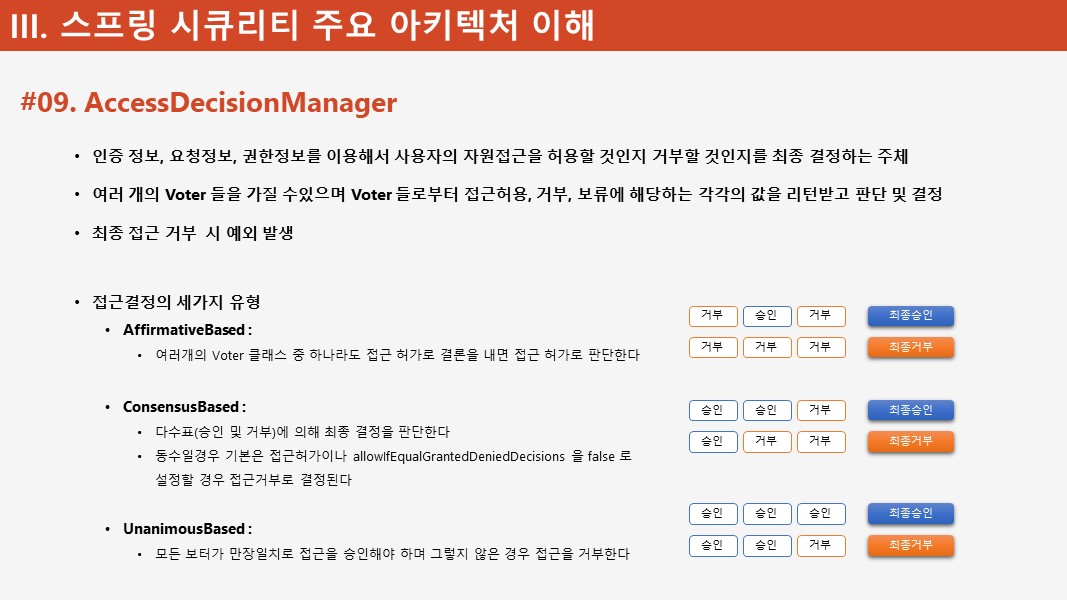 III. 스프링 시큐리티 주요 아키텍처 이해
#09. AccessDecisionManager
• 인증 정보, 요청정보, 권한정보를 이용해서 사용자의 자원접근을 허용할 것인지 거부할 것인지를 최종 결정하는 주체
• 여러 개의 Voter 들을 가질 수있으며 Voter 들로부터 접근허용, 거부, 보류에 해당하는 각각의 값을 리턴받고 판단 및 결정
• 최종 접근 거부 시 예외 발생
• 접근결정의 세가지 유형
• AffirmativeBased :
• 여러개의 Voter 클래스 중 하나라도 접근 허가로 결론을 내면 접근 허가로 판단한다
거부 승인 거부 최종승인
거부 거부 거부 최종거부
• ConsensusBased :
• 다수표(승인 및 거부)에 의해 최종 결정을 판단한다
• 동수일경우 기본은 접근허가이나 allowIfEqualGrantedDeniedDecisions 을 false 로
설정할 경우 접근거부로 결정된다
승인 승인 거부 최종승인
승인 거부 거부 최종거부
• UnanimousBased :
• 모든 보터가 만장일치로 접근을 승인해야 하며 그렇지 않은 경우 접근을 거부한다
승인 승인 승인 최종승인
승인 승인 거부 최종거부